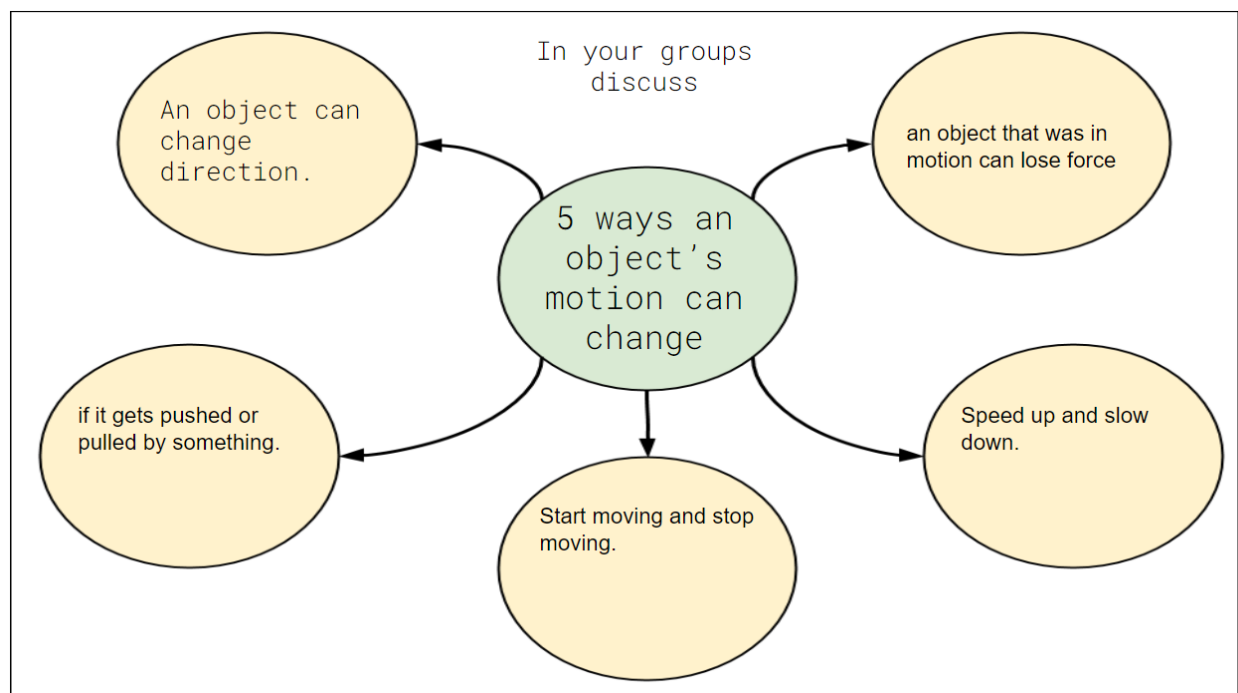 In your groups
discuss
An object can
change
direction.
an object that was in
motion can lose force
5 ways an
object's
motion can
change
if it gets pushed or
pulled by something.
Speed up and slow
down.
Start moving and stop
moving.